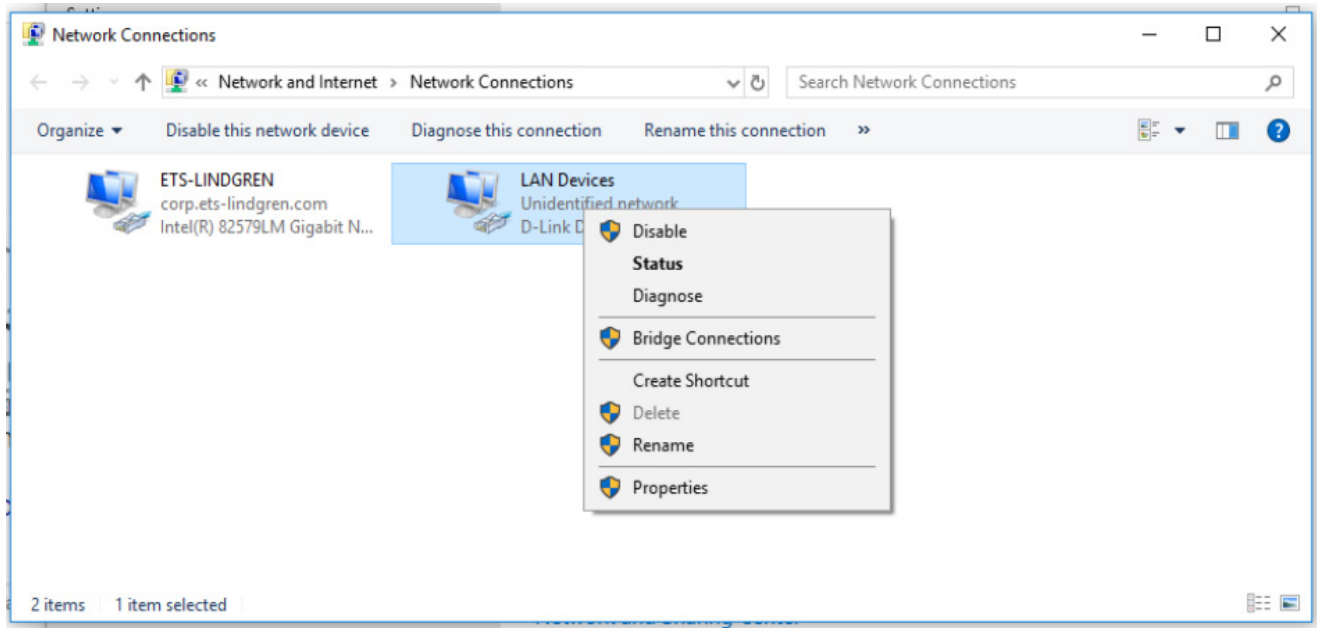 Network Connections
« Network and Internet > Network Connections
Search Network Connections
Organize
Disable this network device
Diagnose this connection
Rename this connection
»
ETS-LINDGREN
corp.ets-lindgren.com
Intel(R) 82579LM Gigabit N...
LAN Devices
Unidentified network
D-Link D
Disable
Status
Diagnose
Bridge Connections
Create Shortcut
Delete
Rename
Properties
2 items
1 item selected